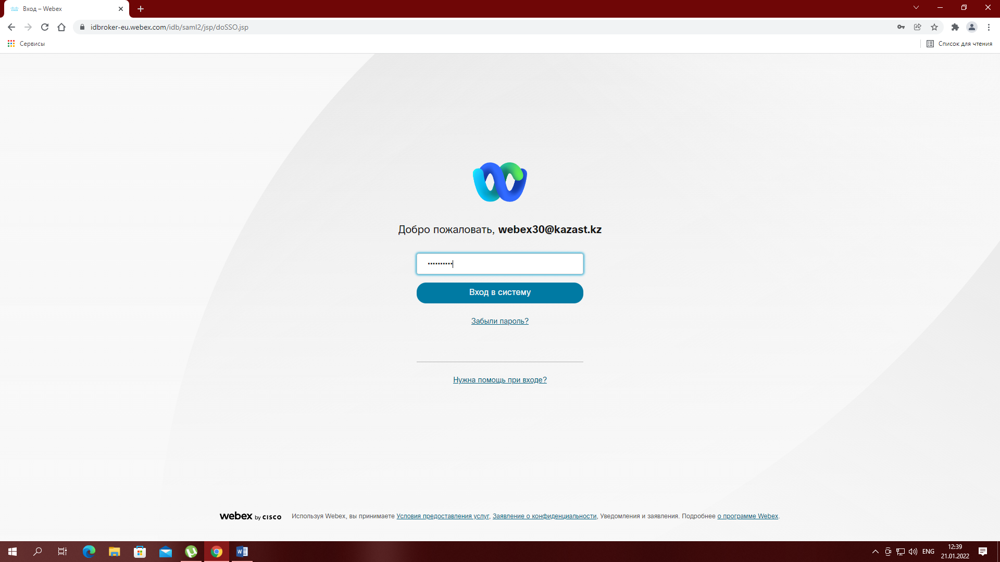 Вход – Webex
idbroker-eu.webex.com/idb/saml2/jsp/doSSO.jsp
Сервисы
Список для чтения
Добро пожаловать, webex30@kazast.kz
Вход в систему
Забыли пароль?
Нужна помощь при входе?
webex by CISCO Используя Webex, вы принимаете Условия предоставления услуг, Заявление о конфиденциальности, Уведомления и заявления. Подробнее о программе Webex.
ENG
12:39
21.01.2022